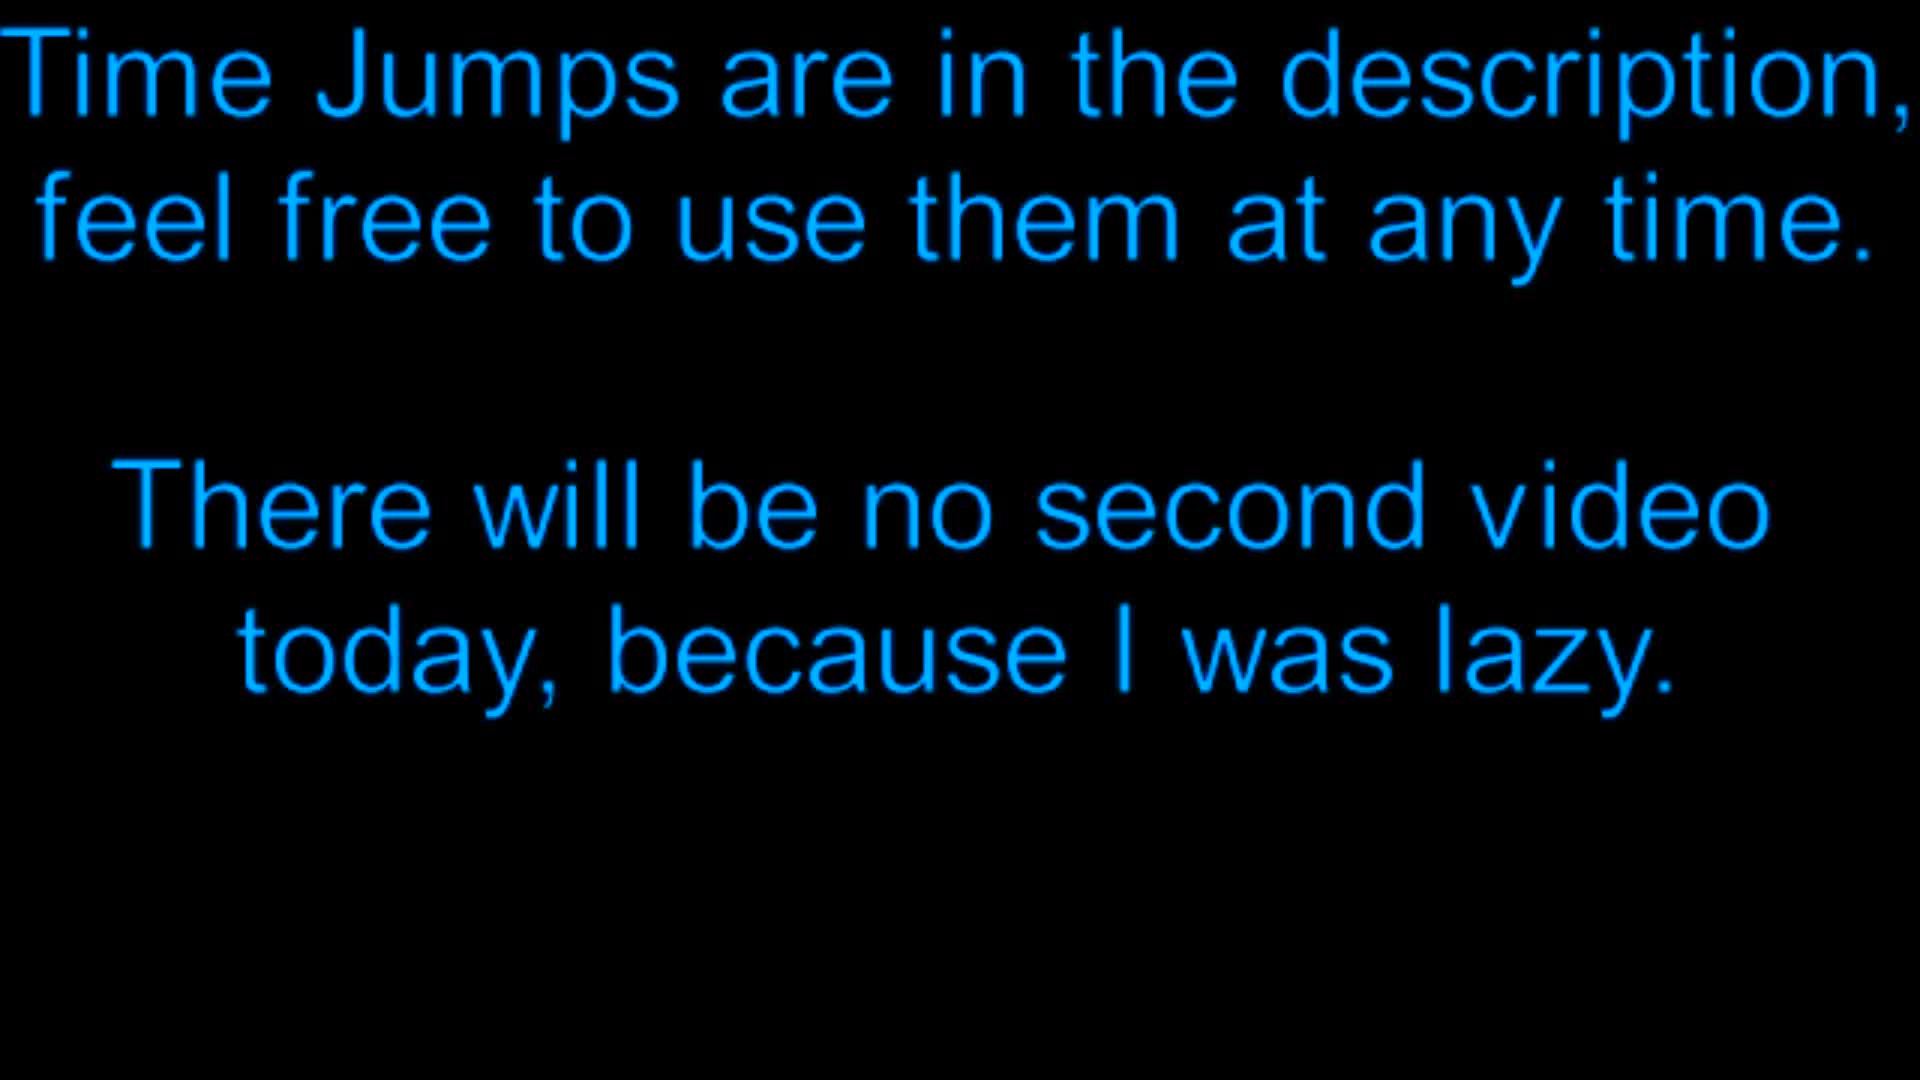 Time Jumps are in the description,
feel free to use them at any time.
There will be no second video
today, because I was lazy.